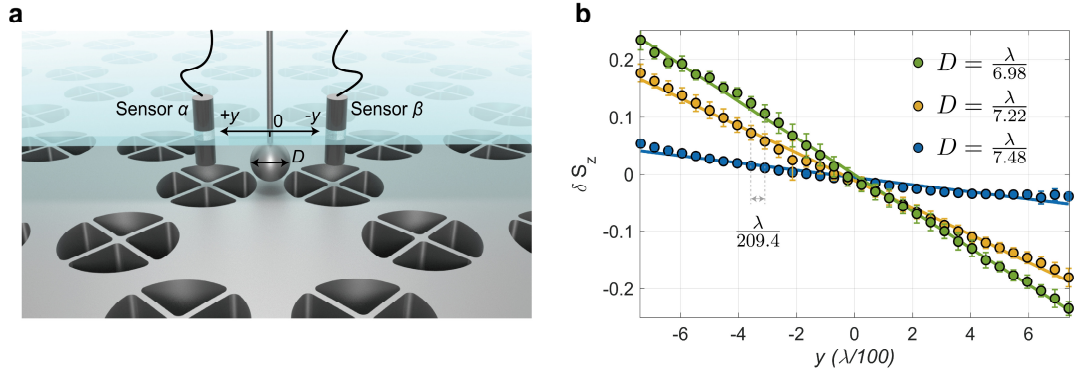 a
Sensor α
+y
0
-y
Sensor β
D
b
δ S_z
0.2
0.1
0
-0.1
-0.2
D = λ/6.98
D = λ/7.22
D = λ/7.48
λ/209.4
-6 -4 -2 0 2 4 6
y (λ/100)